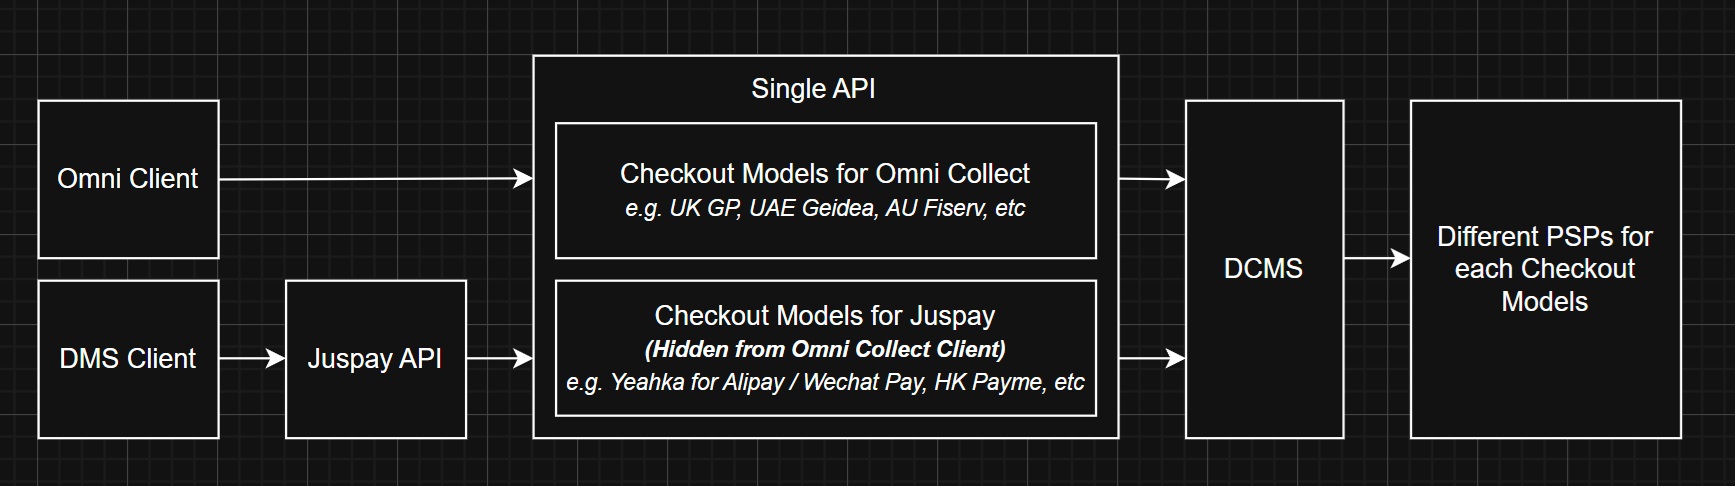 Single API
Omni Client
Checkout Models for Omni Collect
e.g. UK GP, UAE Geidea, AU Fiserv, etc
DMS Client
Juspay API
Checkout Models for Juspay
(Hidden from Omni Collect Client)
e.g. Yeahka for Alipay / Wechat Pay, HK Payme, etc
DCMS
Different PSPs for
each Checkout
Models